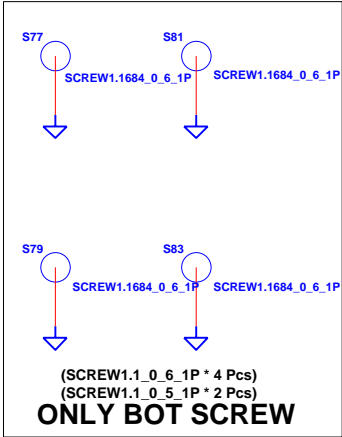 S77
S81
SCREW1.1684_0_6_1P
SCREW1.1684_0_6_1P
S79
S83
SCREW1.1684_0_6_1P
SCREW1.1684_0_6_1P
(SCREW1.1_0_6_1P * 4 Pcs)
(SCREW1.1_0_5_1P * 2 Pcs)
ONLY BOT SCREW